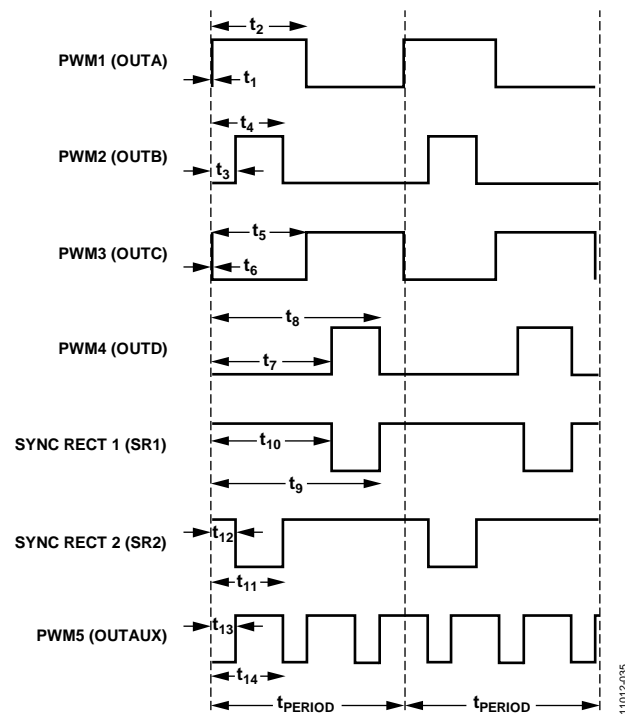 t2
PWM1 (OUTA)
t1
t4
PWM2 (OUTB)
t3
t5
PWM3 (OUTC)
t6
t8
PWM4 (OUTD)
t7
SYNC RECT 1 (SR1)
t10
t9
SYNC RECT 2 (SR2)
t12
t11
PWM5 (OUTAUX)
t13
t14
tPERIOD tPERIOD
11012-035